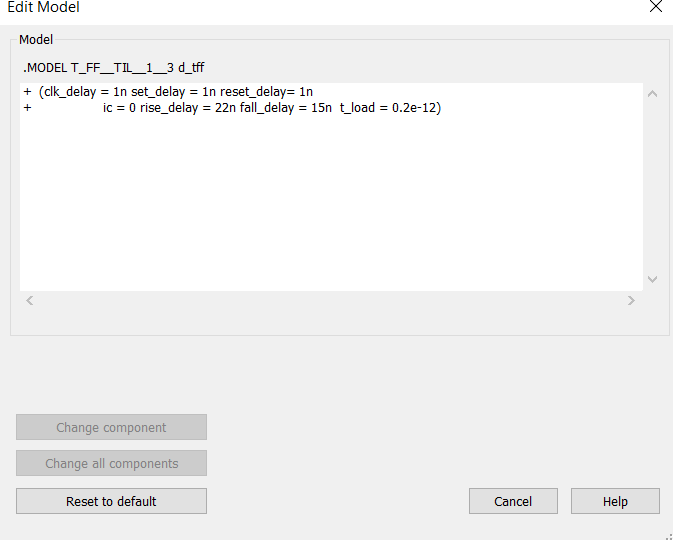 Edit Model
Model
.MODEL T_FF__TIL__1__3 d_tff
+ (clk_delay = 1n set_delay = 1n reset_delay= 1n
+ ic = 0 rise_delay = 22n fall_delay = 15n t_load = 0.2e-12)
Change component
Change all components
Reset to default
Cancel
Help